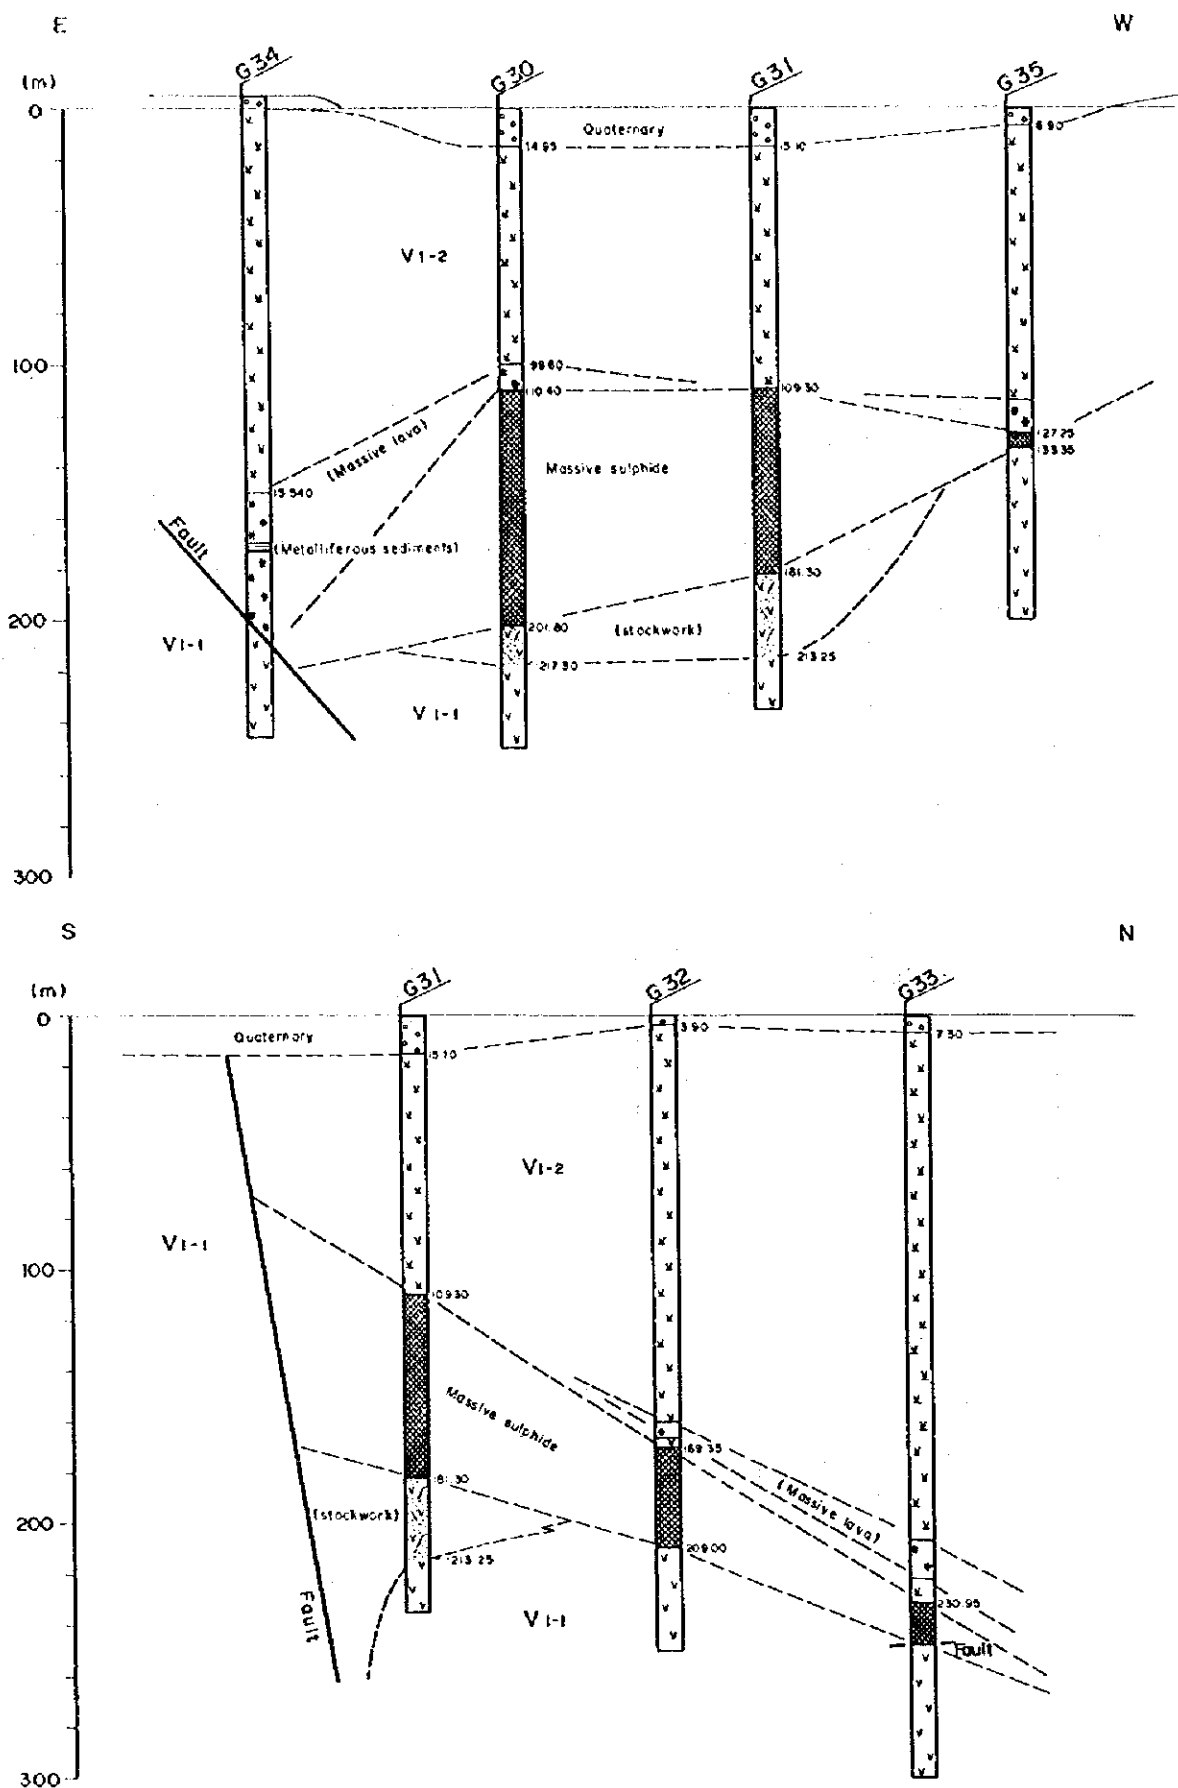 E
W
G34
G30
G31
G35
(m)
0
Quaternary
6.90
14.95
15.10
V1-2
100
99.60
110.40
109.30
(Massive lava)
127.25
133.35
Massive sulphide
Fault
(Metalliferous sediments)
181.30
200
201.80
(stockwork)
V1-1
217.30
213.25
V1-1
300
S
N
G31
G32
G33
(m)
0
3.90
Quaternary
7.50
15.10
V1-2
V1-1
100
109.30
Massive sulphide
169.35
181.30
(Massive lava)
200
(stockwork)
209.00
213.25
230.95
Fault
V1-1
Fault
300